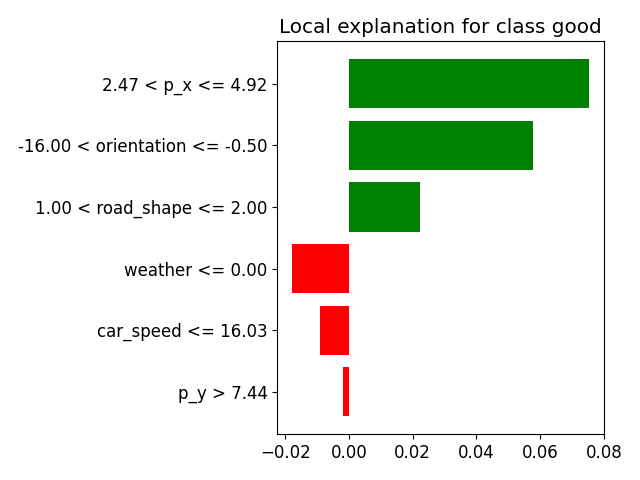 Local explanation for class good
2.47 < p_x <= 4.92
-16.00 < orientation <= -0.50
1.00 < road_shape <= 2.00
weather <= 0.00
car_speed <= 16.03
p_y > 7.44
−0.02 0.00 0.02 0.04 0.06 0.08